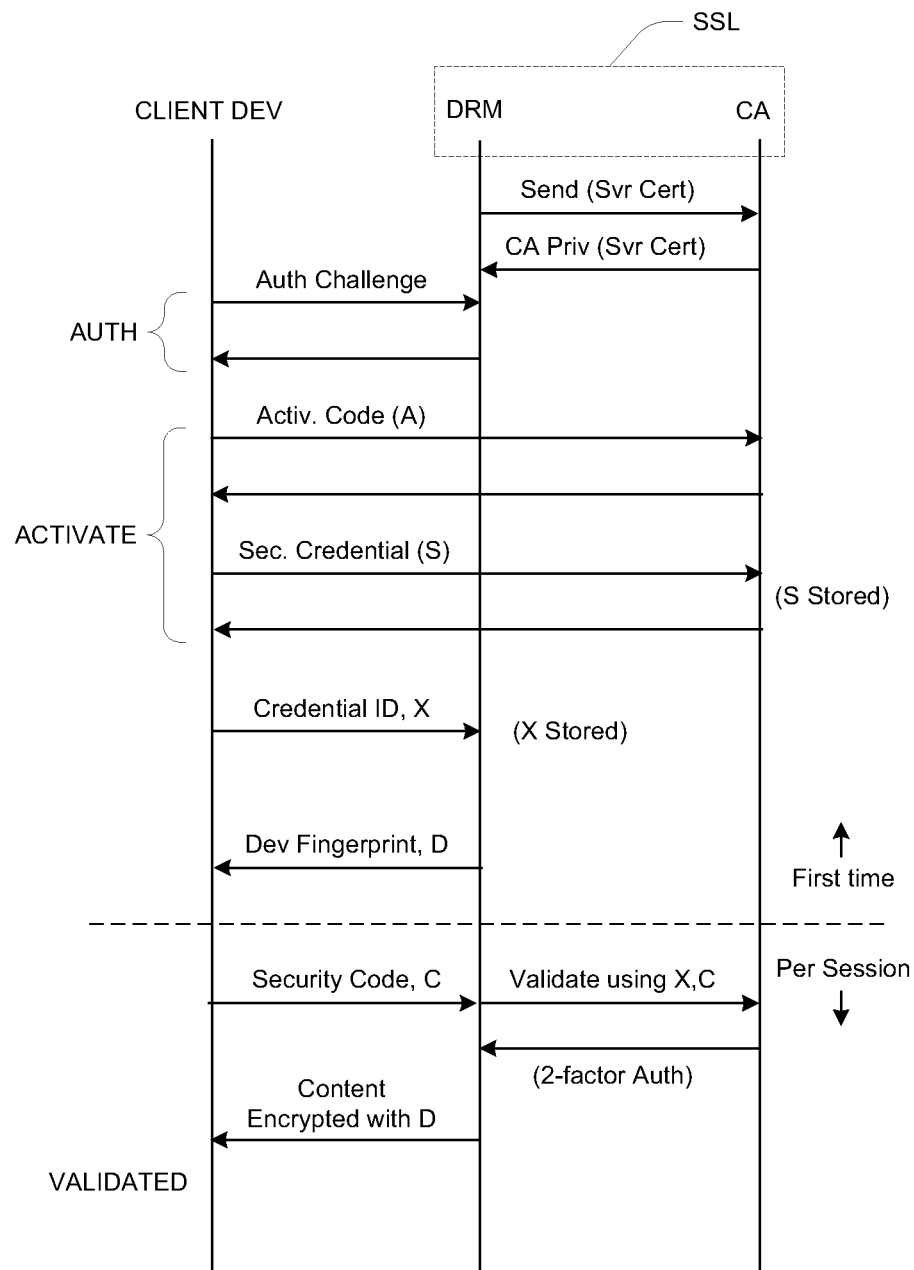 SSL
CLIENT DEV
DRM
CA
Send (Svr Cert)
CA Priv (Svr Cert)
Auth Challenge
AUTH
Activ. Code (A)
ACTIVATE
Sec. Credential (S)
(S Stored)
Credential ID, X
(X Stored)
Dev Fingerprint, D
First time
Per Session
Security Code, C
Validate using X,C
(2-factor Auth)
Content
Encrypted with D
VALIDATED